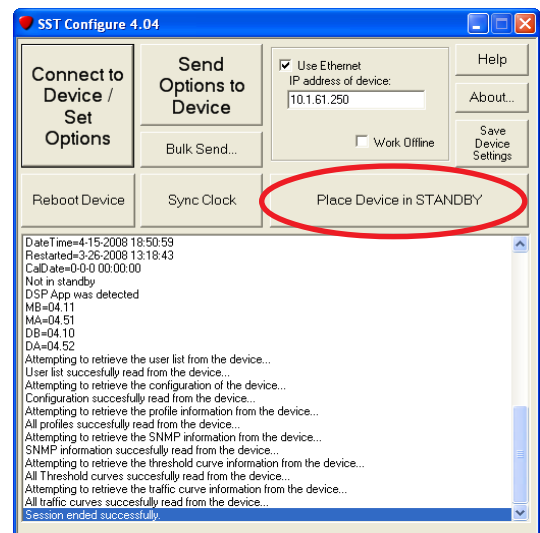 SST Configure 4.04
Connect to
Device /
Set
Options
Send
Options to
Device
Bulk Send...
Use Ethernet
IP address of device:
10.1.61.250
Work Offline
Help
About...
Save
Device
Settings
Reboot Device
Sync Clock
Place Device in STANDBY
DateTime=4-15-2008 18:50:59
Restarted=3-26-2008 13:18:43
CalDate=0-0-0 00:00:00
Not in standby
DSP App was detected
MB=04.11
MA=04.51
DB=04.10
DA=04.52
Attempting to retrieve the user list from the device...
User list succesfully read from the device...
Attempting to retrieve the configuration of the device...
Configuration succesfully read from the device...
Attempting to retrieve the profile information from the device...
All profiles succesfully read from the device...
Attempting to retrieve the SNMP information from the device...
SNMP information succesfully read from the device...
Attempting to retrieve the threshold curve information from the device...
All Threshold curves succesfully read from the device...
Attempting to retrieve the traffic curve information from the device...
All traffic curves succesfully read from the device...
Session ended successfully.